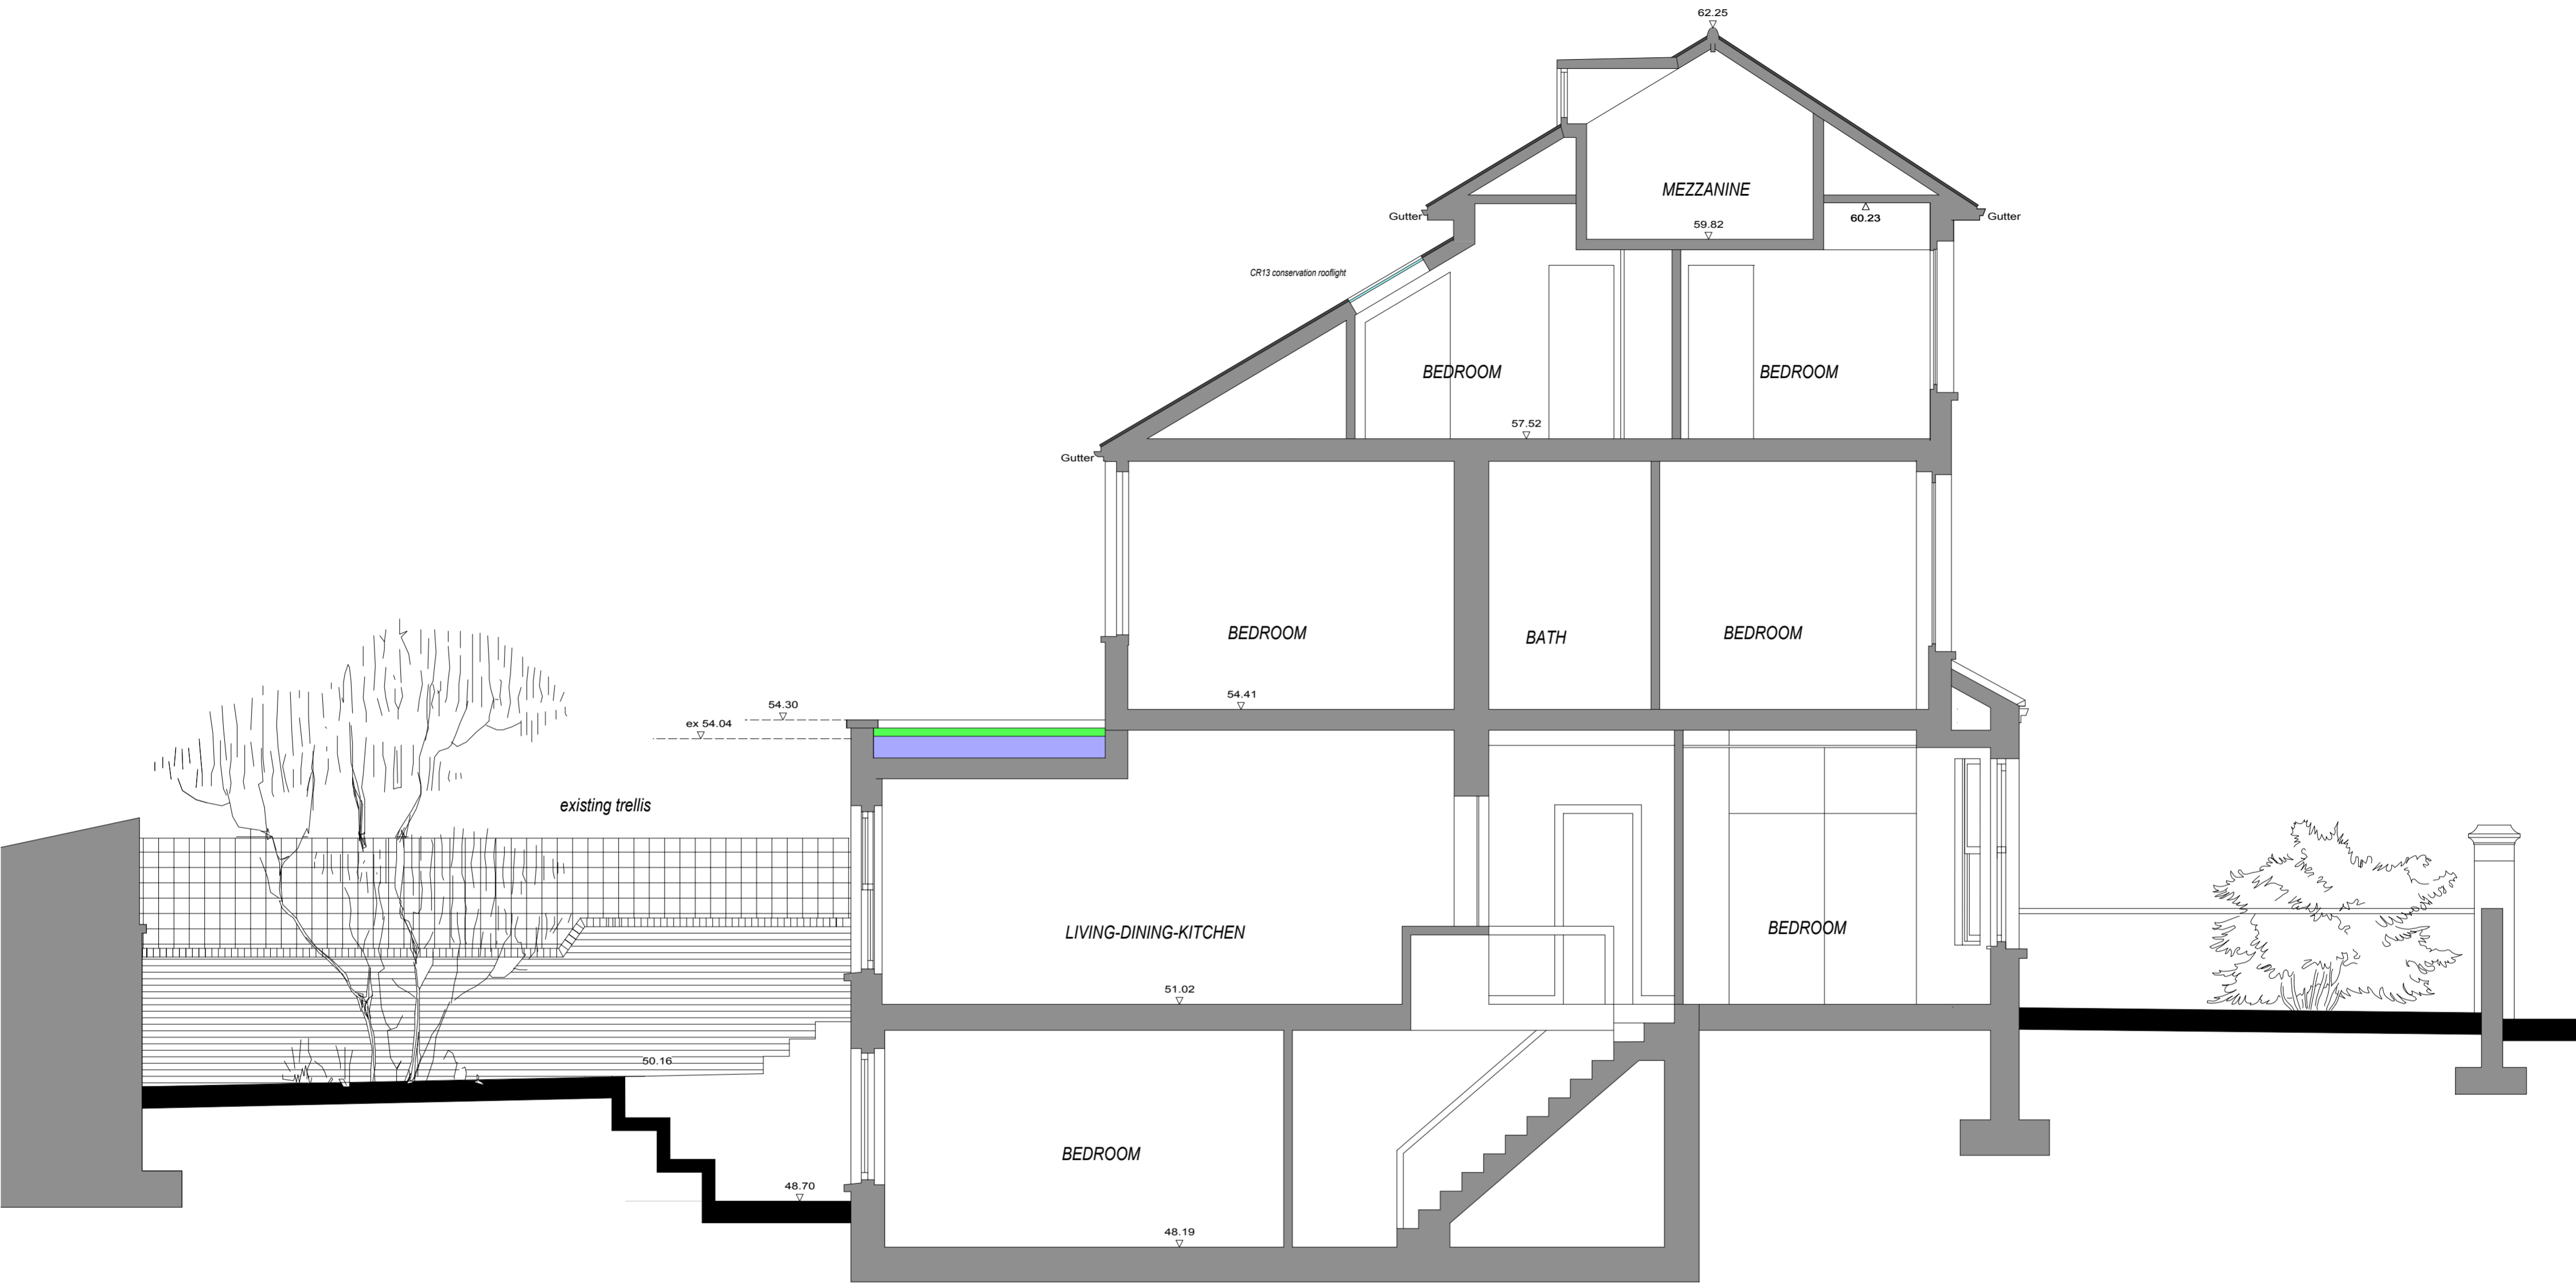 62.25
MEZZANINE
59.82
60.23
Gutter
Gutter
CR13 conservation rooflight
BEDROOM
BEDROOM
57.52
Gutter
BEDROOM
BATH
BEDROOM
54.41
54.30
ex 54.04
existing trellis
LIVING-DINING-KITCHEN
BEDROOM
51.02
50.16
BEDROOM
48.70
48.19